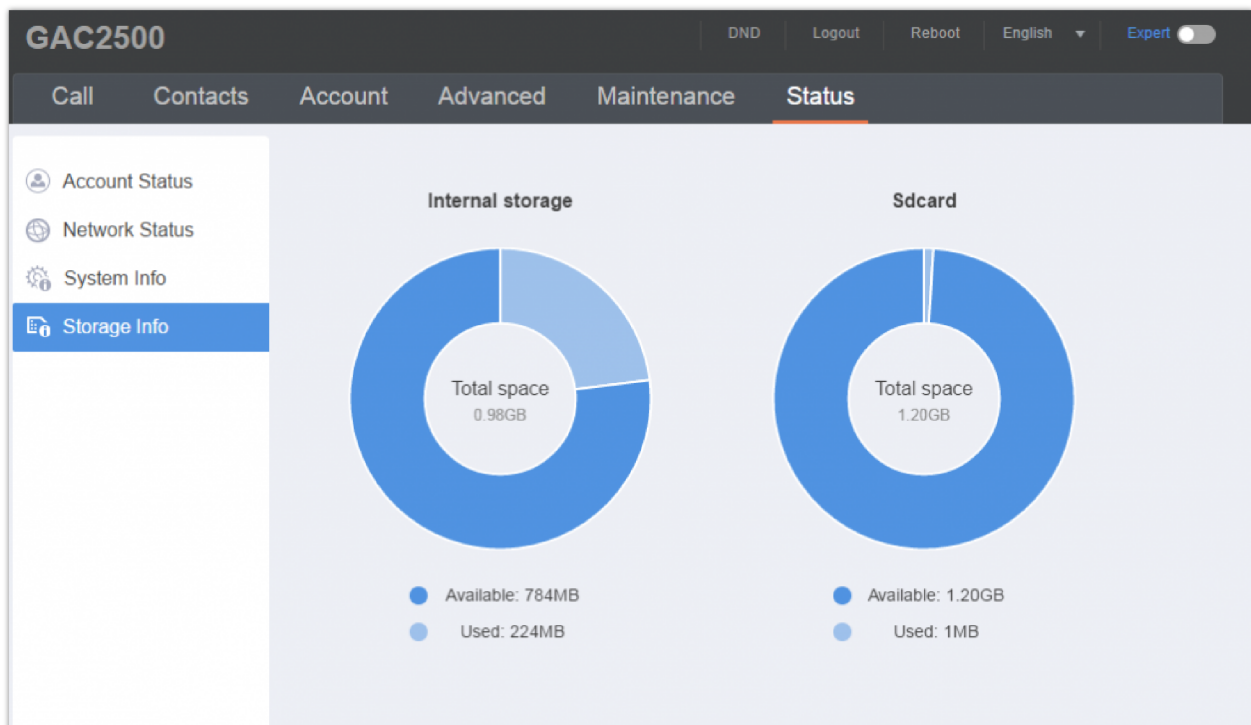 GAC2500
DND Logout Reboot English Expert
Call Contacts Account Advanced Maintenance Status
Account Status
Network Status
System Info
Storage Info
Internal storage
Total space
0.98GB
Available: 784MB
Used: 224MB
Sdcard
Total space
1.20GB
Available: 1.20GB
Used: 1MB